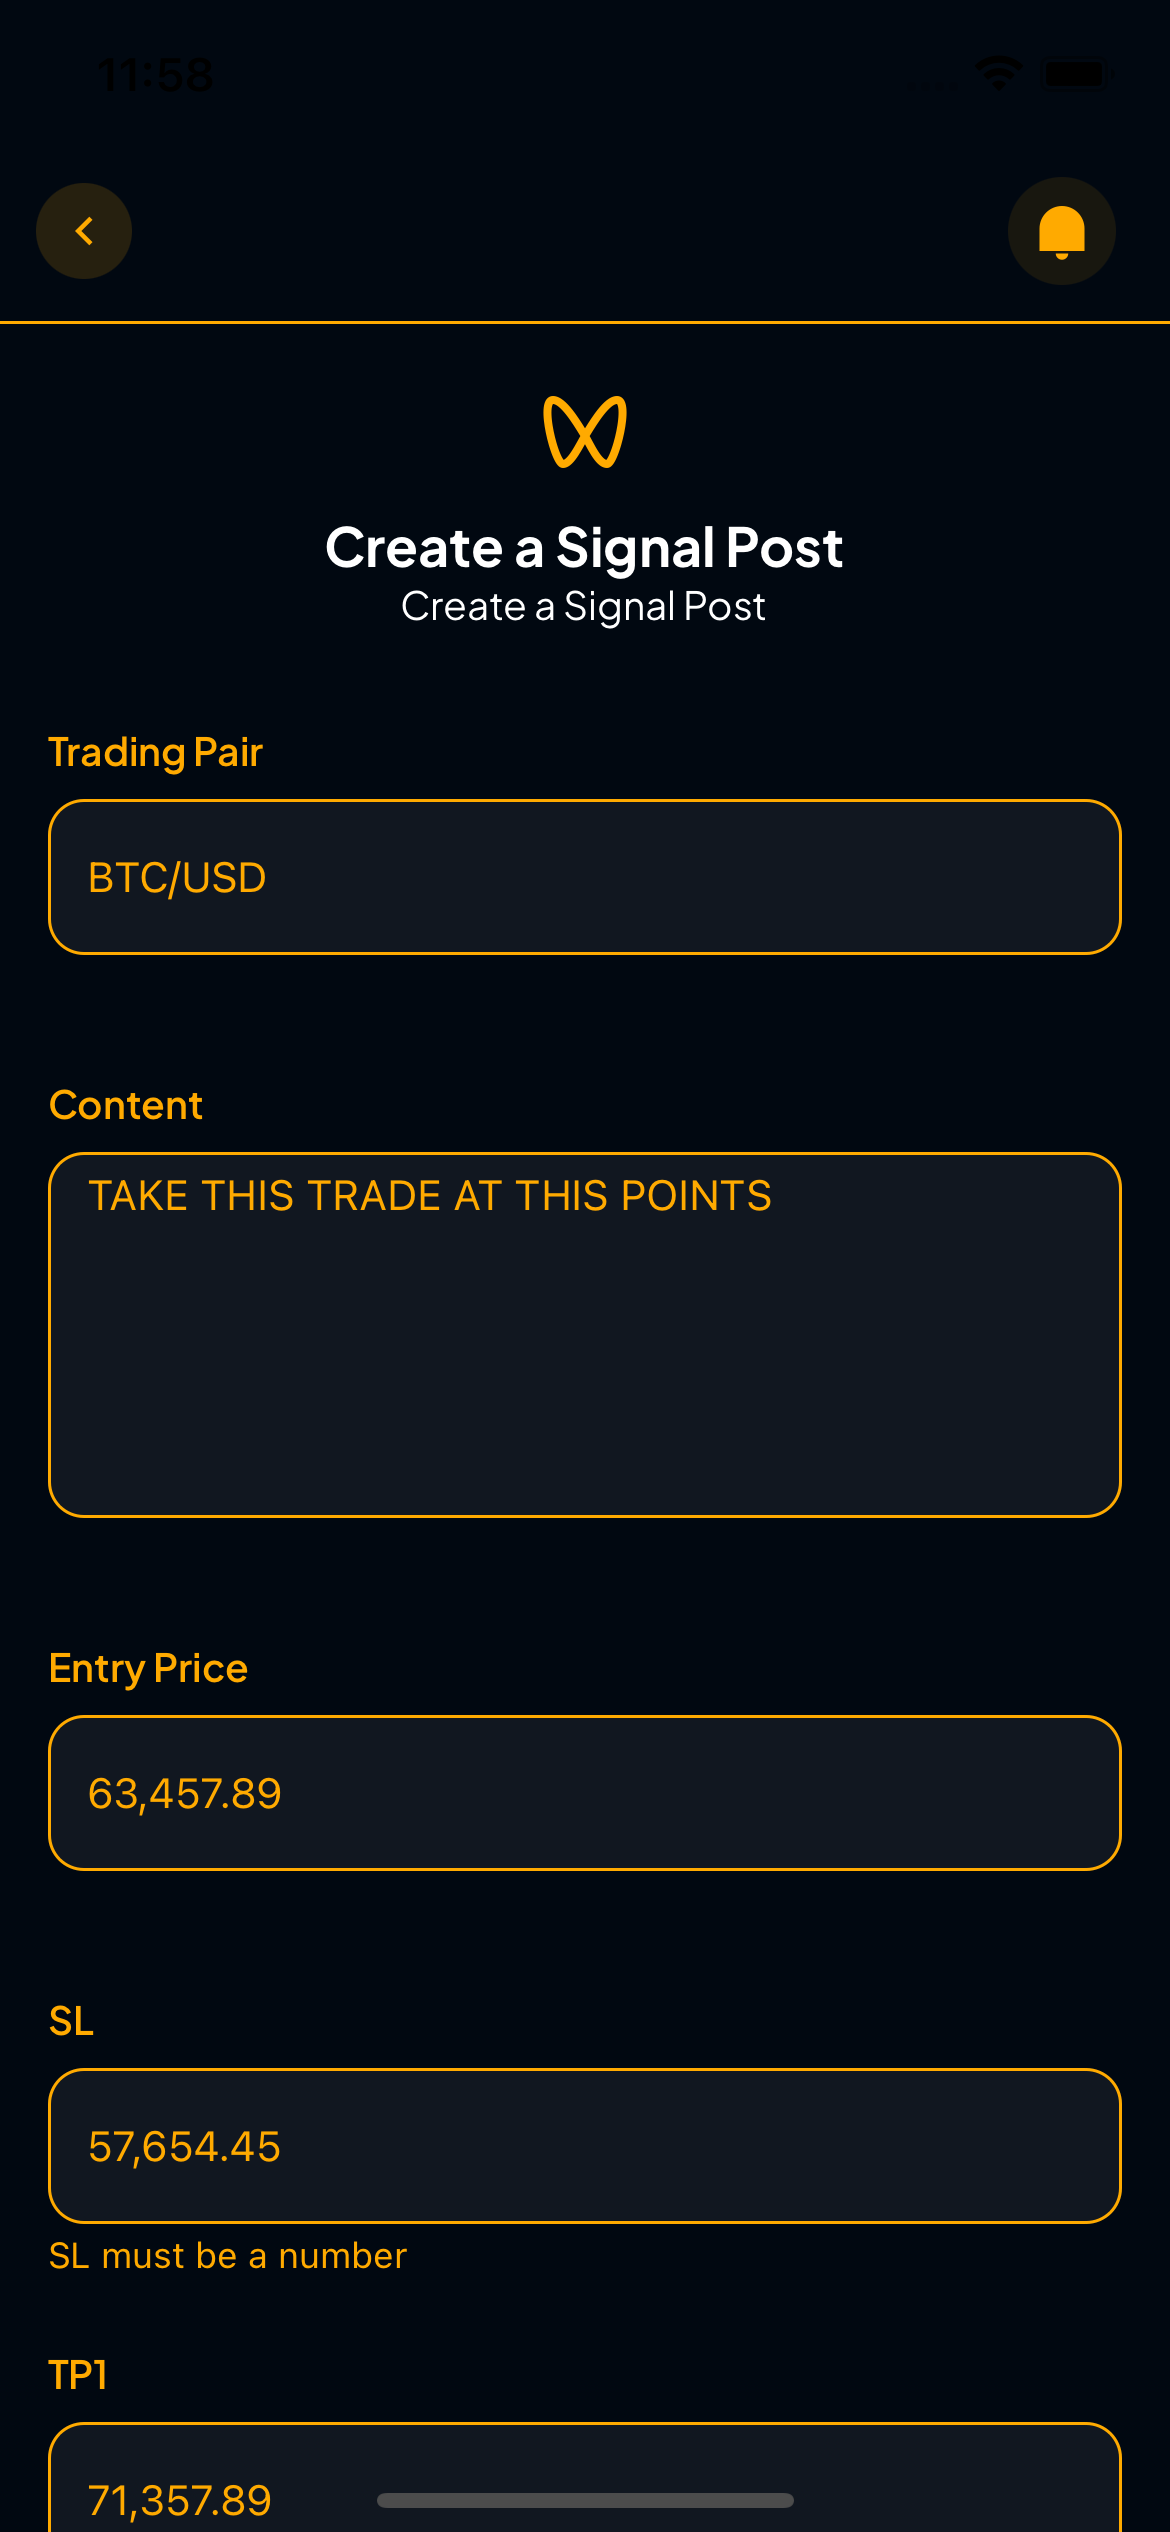 11:58
Create a Signal Post
Create a Signal Post
Trading Pair
BTC/USD
Content
TAKE THIS TRADE AT THIS POINTS
Entry Price
63,457.89
SL
57,654.45
SL must be a number
TP1
71,357.89